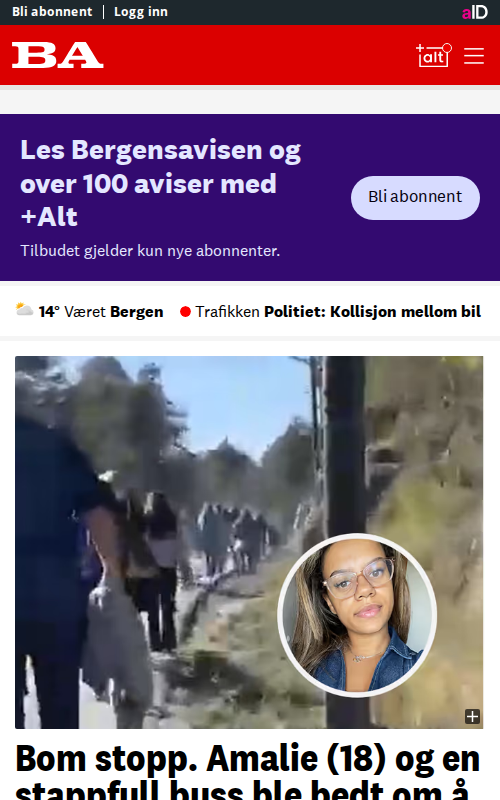 Bli abonnent | Logg inn
aID
BA
+alt
Les Bergensavisen og
over 100 aviser med
+Alt
Bli abonnent
Tilbudet gjelder kun nye abonnenter.
14° Været Bergen Trafikken Politiet: Kollisjon mellom bil
Bom stopp. Amalie (18) og en
stappfull buss ble bedt om å